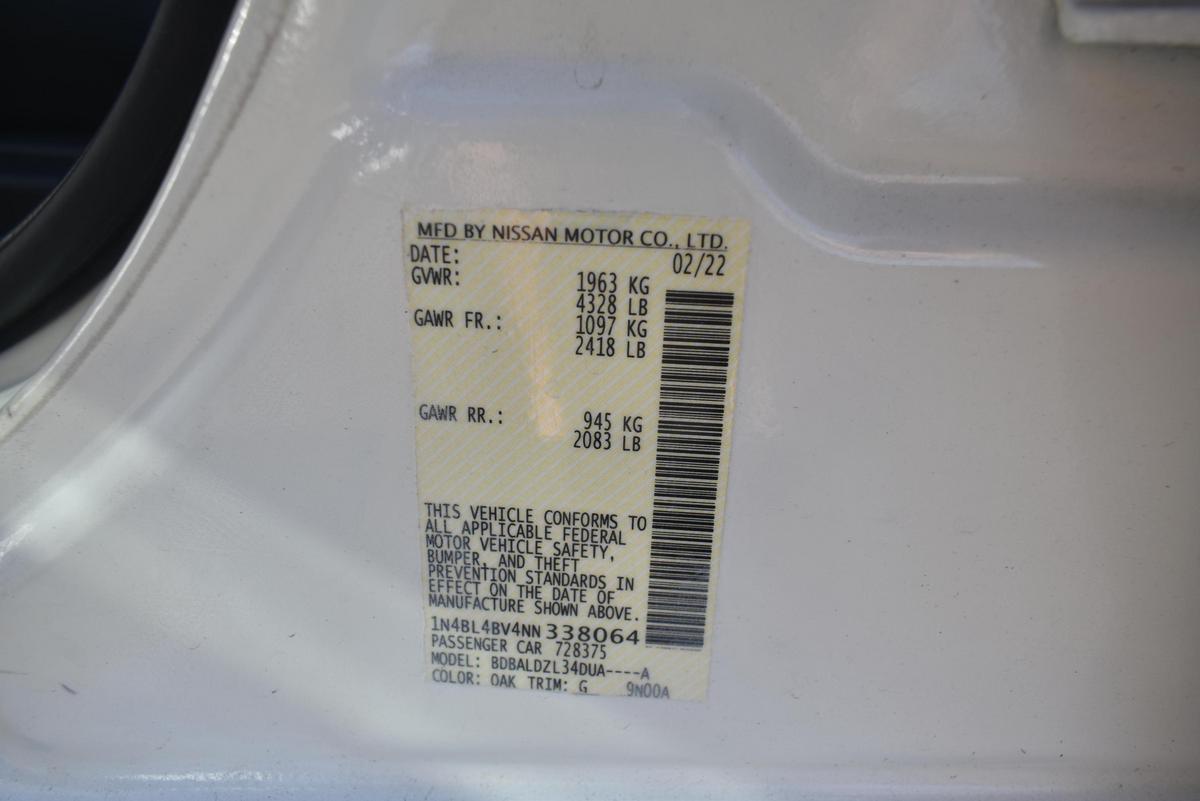 MFD BY NISSAN MOTOR CO., LTD.
DATE: 02/22
GVWR: 1963 KG
4328 LB
GAWR FR.: 1097 KG
2418 LB
GAWR RR.: 945 KG
2083 LB
THIS VEHICLE CONFORMS TO
ALL APPLICABLE FEDERAL
MOTOR VEHICLE SAFETY,
BUMPER, AND THEFT
PREVENTION STANDARDS IN
EFFECT ON THE DATE OF
MANUFACTURE SHOWN ABOVE.
1N4BL4BV4NN 338064
PASSENGER CAR 728375
MODEL: BDBALDZL34DUA----A
COLOR: QAK TRIM: G 9N00A